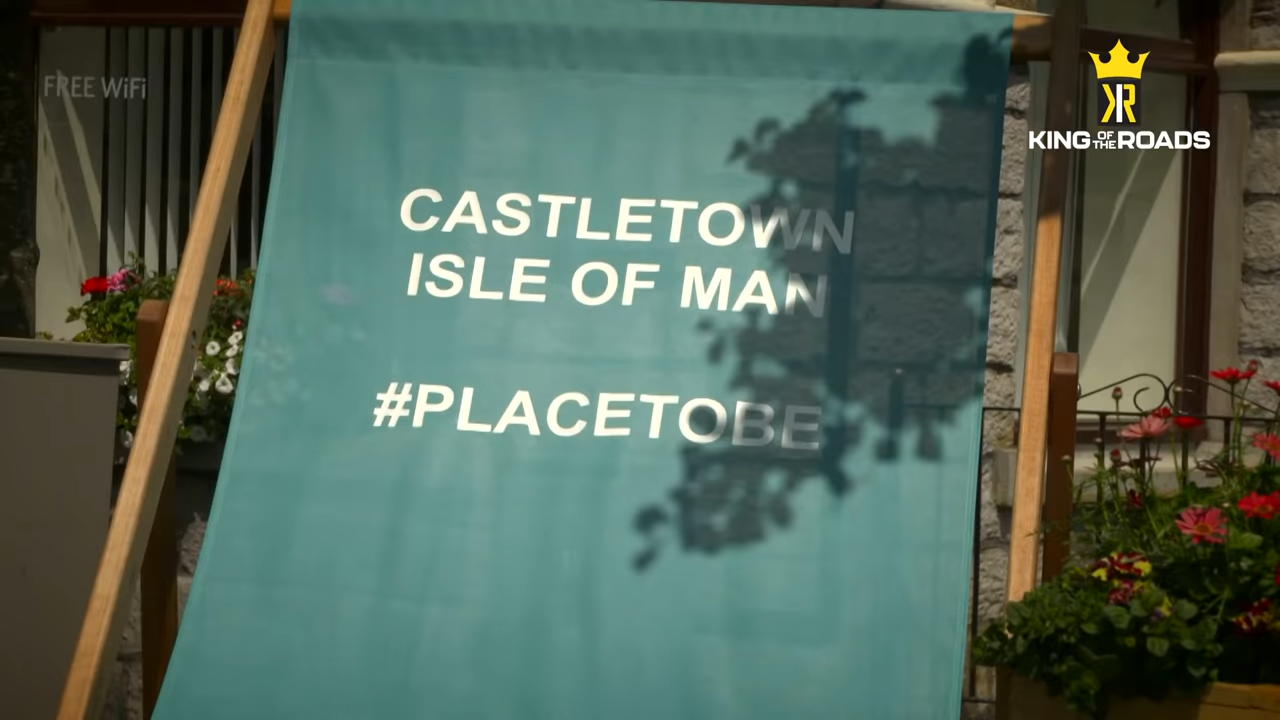 FREE WiFi
KING OF THE ROADS
CASTLETOWN
ISLE OF MAN
#PLACETOBE